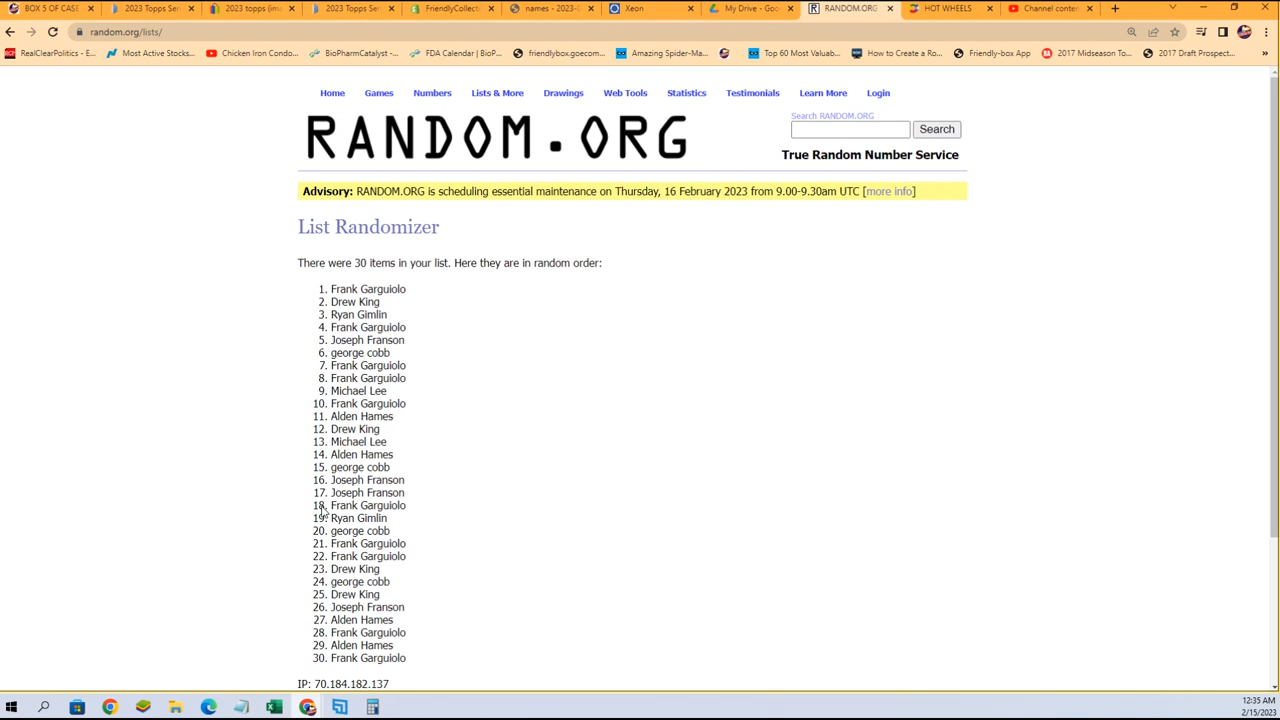 BOX 5 OF CASE
2023 Topps Ser
2023 topps (ima
2023 Topps Ser
FriendlyCollecti
names - 2023-
Xeon
My Drive - Goo
RANDOM.ORG
HOT WHEELS
Channel conten
random.org/lists/
RealClearPolitics - E...
Most Active Stocks...
Chicken Iron Condo...
BioPharmCatalyst -...
FDA Calendar | BioP...
friendlybox.goecom...
Amazing Spider-Ma...
Top 60 Most Valuab...
How to Create a Ro...
Friendly-box App
2017 Midseason To...
2017 Draft Prospect...
Home Games Numbers Lists & More Drawings Web Tools Statistics Testimonials Learn More Login
Search RANDOM.ORG
RANDOM.ORG
Search
True Random Number Service
Advisory: RANDOM.ORG is scheduling essential maintenance on Thursday, 16 February 2023 from 9.00-9.30am UTC [more info]
List Randomizer
There were 30 items in your list. Here they are in random order:
1. Frank Garguiolo
2. Drew King
3. Ryan Gimlin
4. Frank Garguiolo
5. Joseph Franson
6. george cobb
7. Frank Garguiolo
8. Frank Garguiolo
9. Michael Lee
10. Frank Garguiolo
11. Alden Hames
12. Drew King
13. Michael Lee
14. Alden Hames
15. george cobb
16. Joseph Franson
17. Joseph Franson
18. Frank Garguiolo
19. Ryan Gimlin
20. george cobb
21. Frank Garguiolo
22. Frank Garguiolo
23. Drew King
24. george cobb
25. Drew King
26. Joseph Franson
27. Alden Hames
28. Frank Garguiolo
29. Alden Hames
30. Frank Garguiolo
IP: 70.184.182.137
12:35 AM
2/15/2023